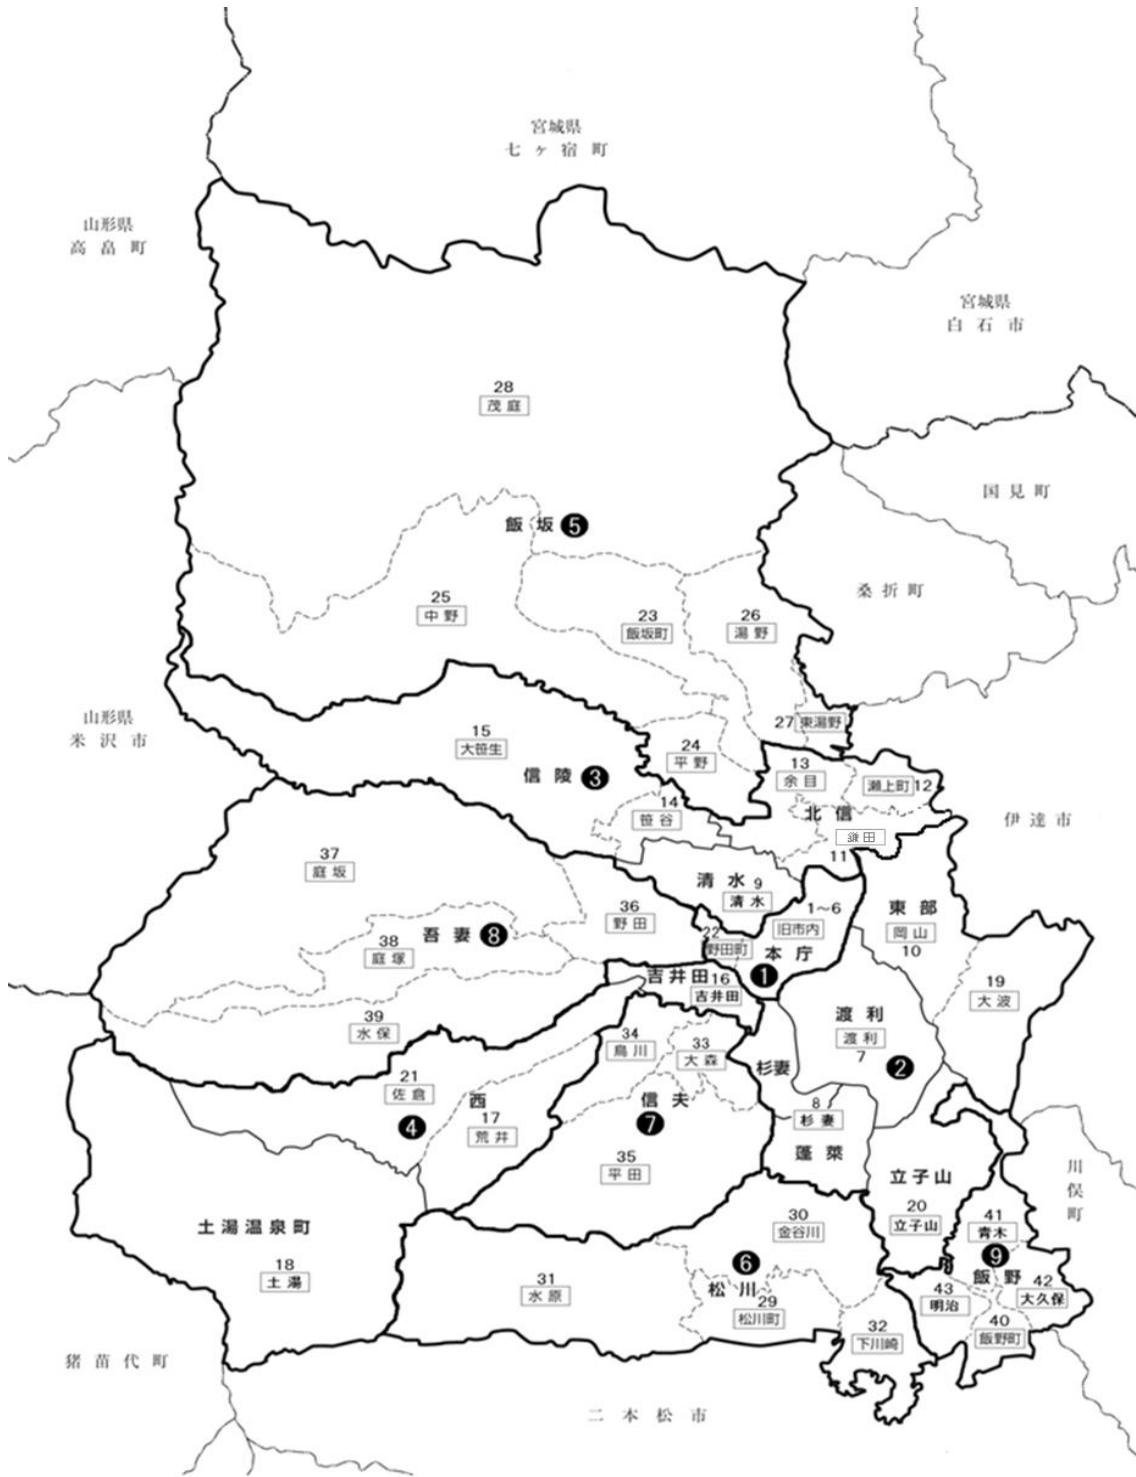 宮城県
七ヶ宿町
山形県
高畠町
宮城県
白石市
28
茂庭
国見町
飯坂 5
桑折町
25
中野
23
飯坂町
26
湯野
山形県
米沢市
27 東湯野
15
大笹生
24
平野
信陵 3
13
余目
瀬上町 12
14
笹谷
北信
伊達市
鎌田
11
37
庭坂
清水 9
清水
36
野田
1～6
旧市内
東部
岡山
10
吾妻 8
38
庭塚
22
野田町
本庁
1
吉井田 16
吉井田
19
大波
39
水保
34
鳥川
33
大森
渡利
渡利
7
2
杉妻
21
佐倉
4
西
17
荒井
信夫
7
8
杉妻
蓬萊
35
平田
川俣町
立子山
20
立子山
土湯温泉町
18
土湯
30
金谷川
41
青木
9
飯野
6
松川
29
松川町
31
水原
42
大久保
43
明治
40
飯野町
32
下川崎
猪苗代町
二本松市